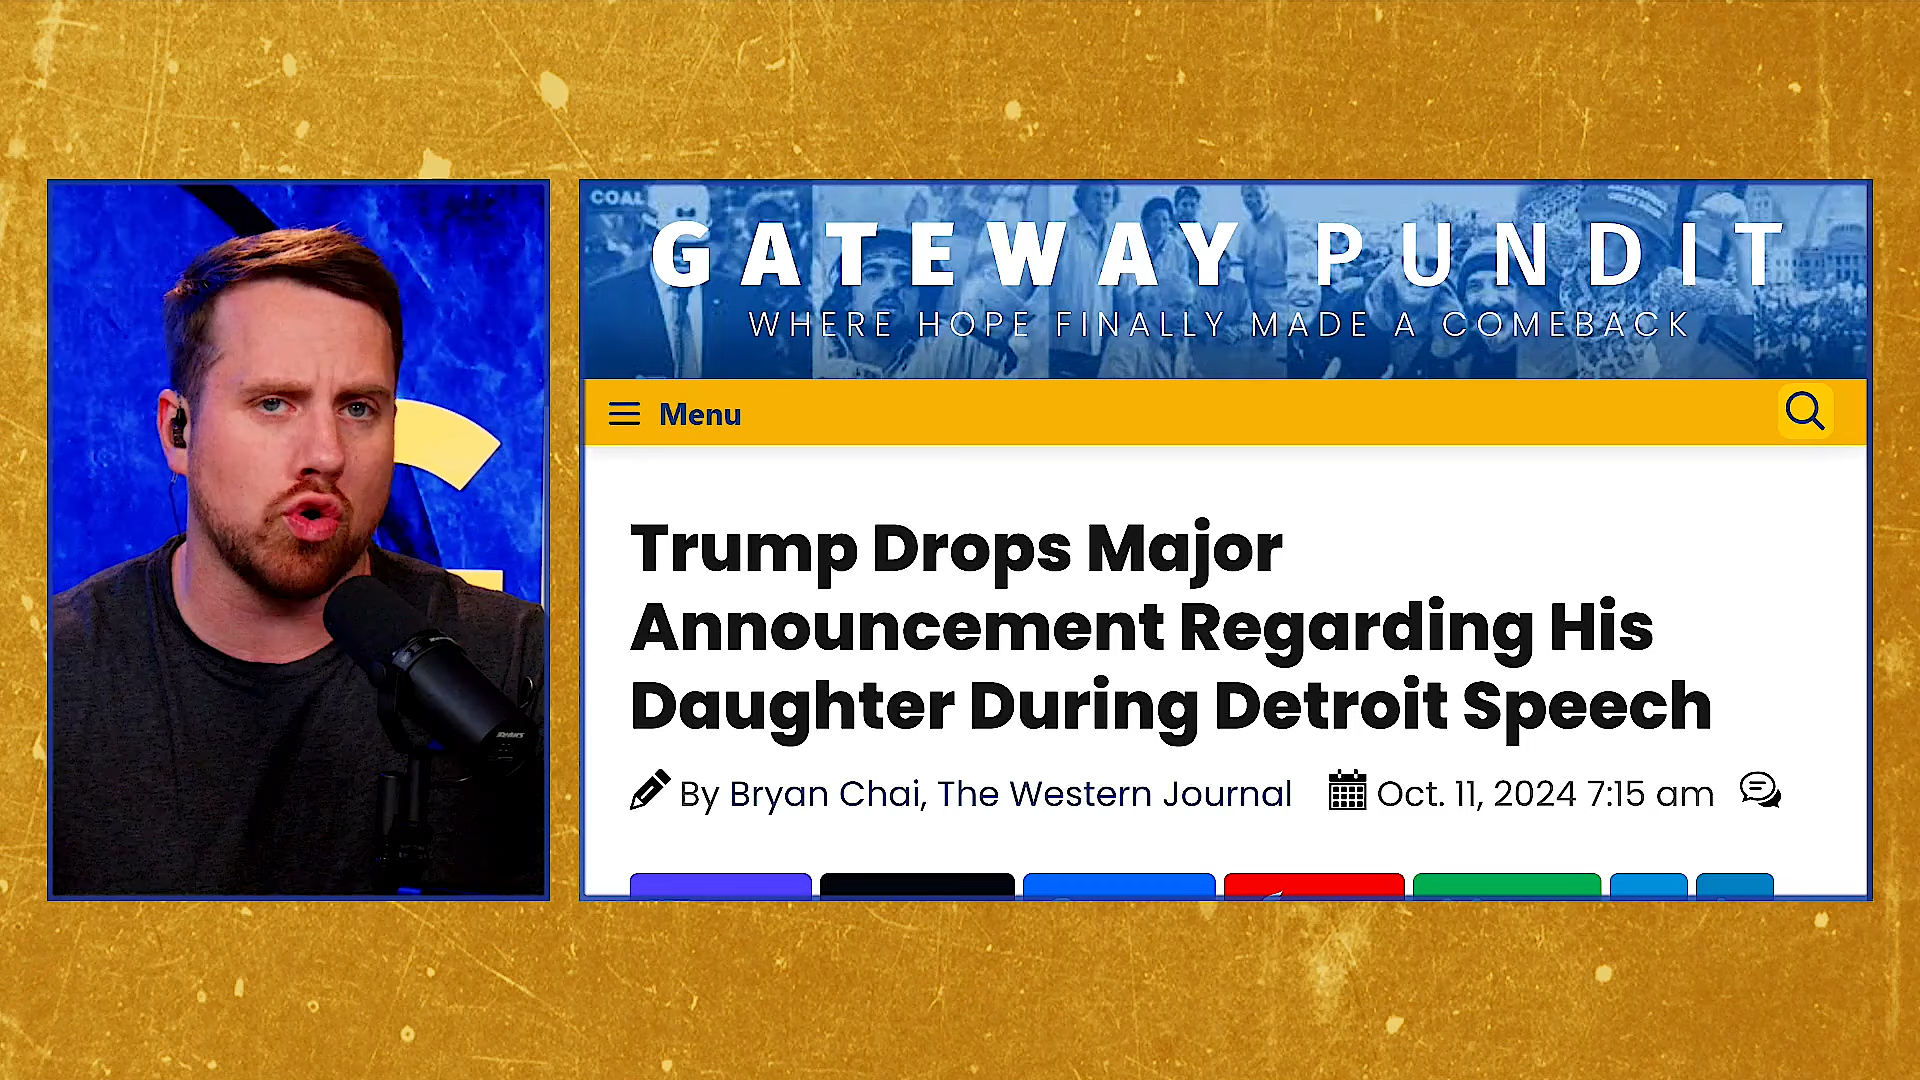 COAL
GATEWAY PUNDIT
WHERE HOPE FINALLY MADE A COMEBACK
Menu
Trump Drops Major
Announcement Regarding His
Daughter During Detroit Speech
By Bryan Chai, The Western Journal Oct. 11, 2024 7:15 am